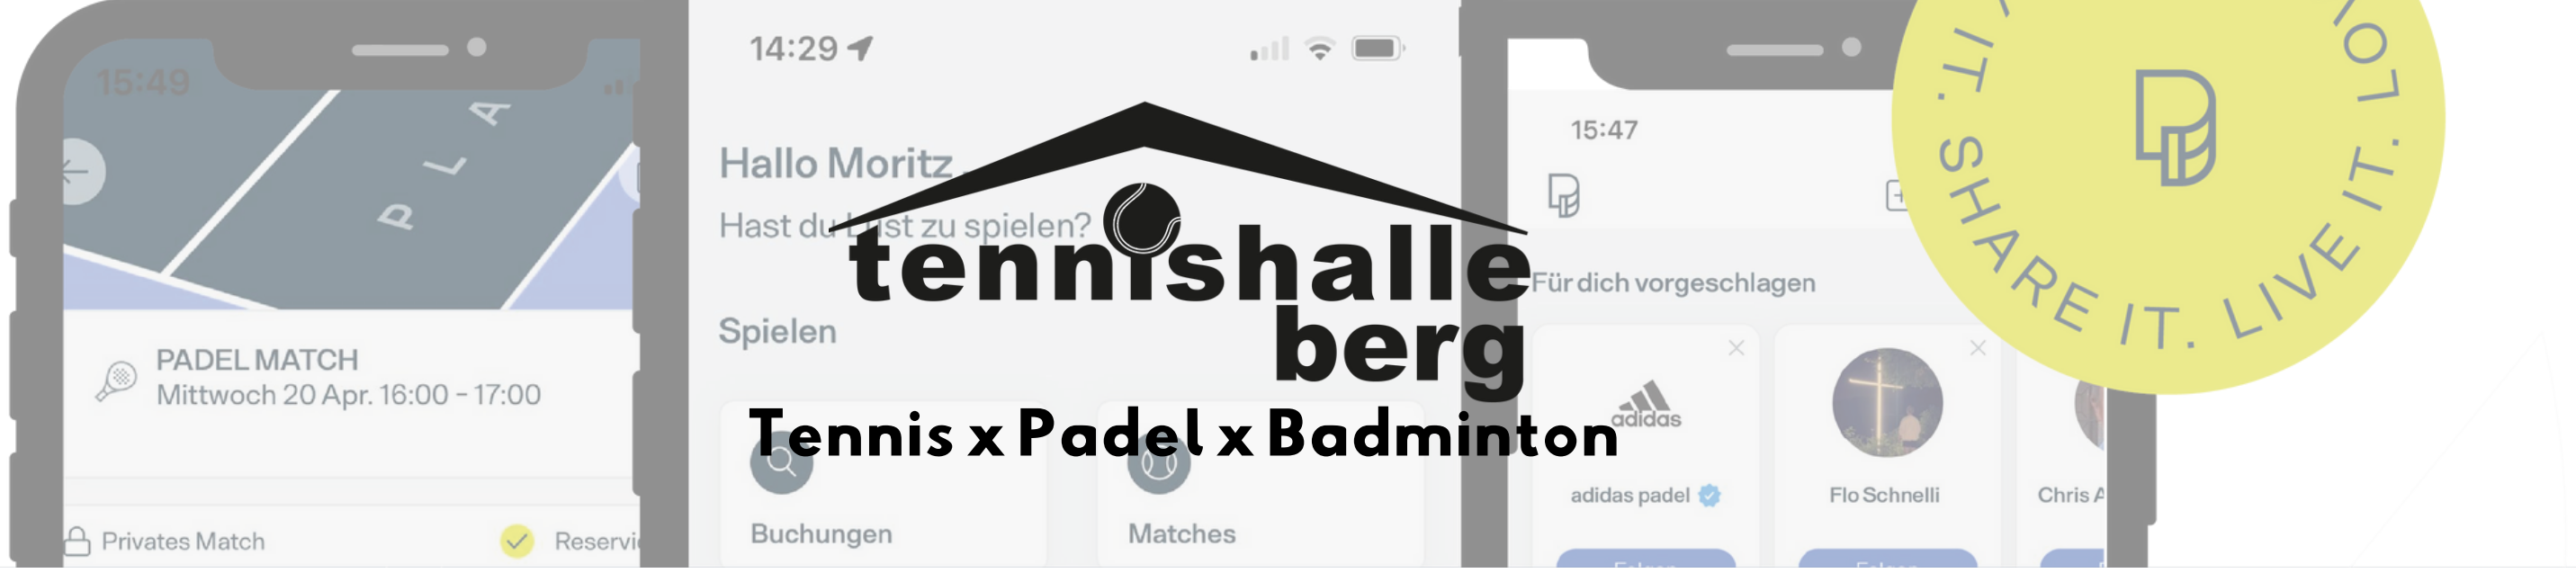 15:49
PLA
PADEL MATCH
Mittwoch 20 Apr. 16:00 - 17:00
Privates Match
14:29
Hallo Moritz
Hast du Lust zu spielen?
Spielen
Buchungen
Matches
tennishalle
berg
Tennis x Padel x Badminton
15:47
Für dich vorgeschlagen
adidas
adidas padel
Flo Schnelli
Chris
IT. SHARE IT. LIVE IT.